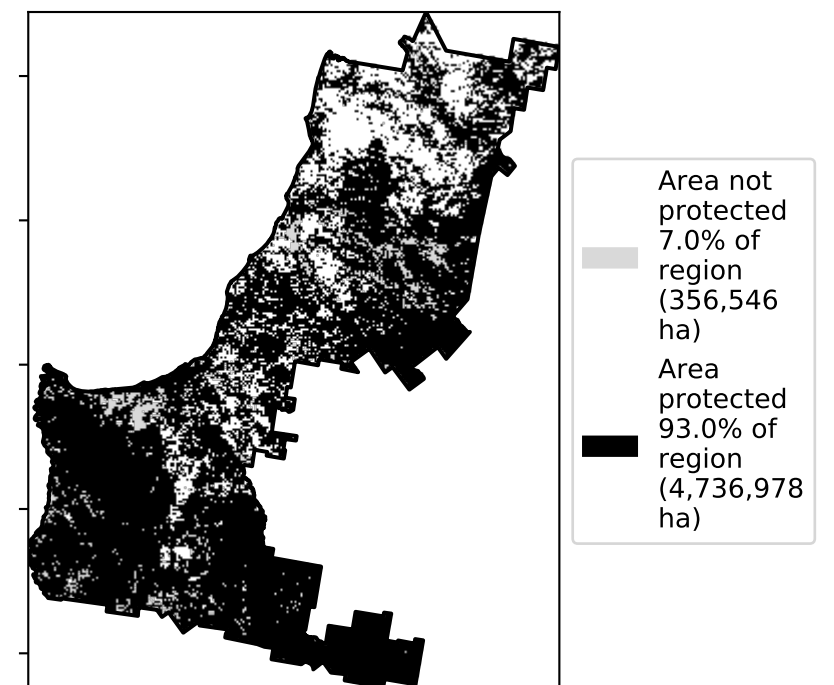 Area not
protected
7.0% of
region
(356,546
ha)
Area
protected
93.0% of
region
(4,736,978
ha)